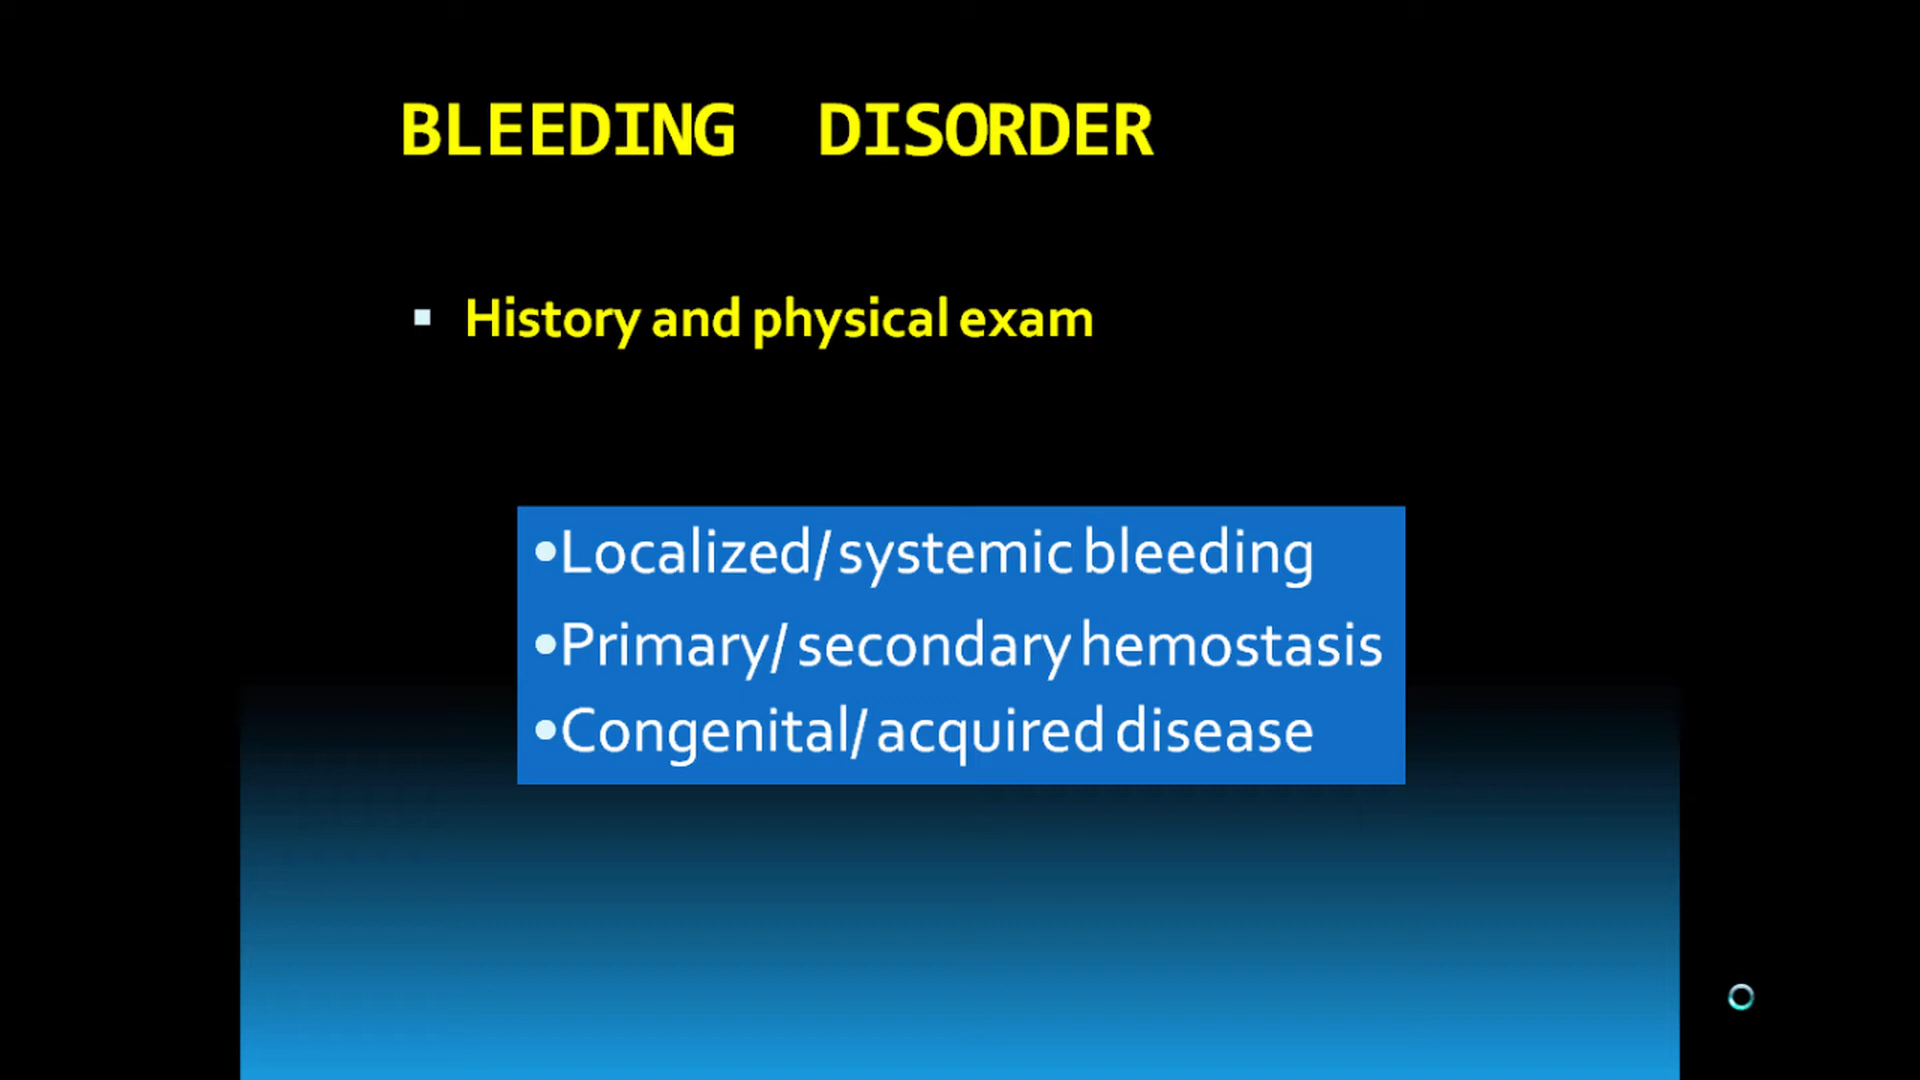 BLEEDING DISORDER
▪ History and physical exam
•Localized/ systemic bleeding
•Primary/ secondary hemostasis
•Congenital/ acquired disease